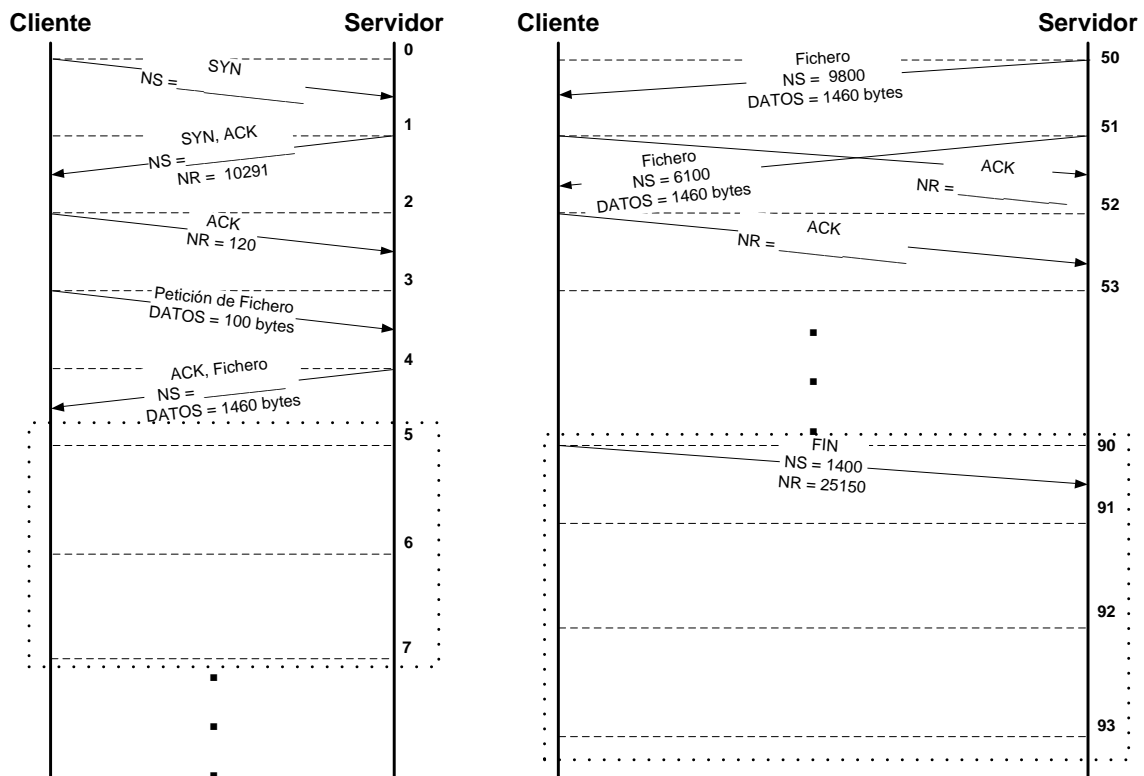 Cliente
Servidor
0
SYN
NS =
1
SYN, ACK
NS =
NR = 10291
2
ACK
NR = 120
3
Petición de Fichero
DATOS = 100 bytes
4
ACK, Fichero
NS =
DATOS = 1460 bytes
5
6
7
Cliente
Servidor
50
Fichero
NS = 9800
DATOS = 1460 bytes
51
ACK
NR =
Fichero
NS = 6100
DATOS = 1460 bytes
52
ACK
NR =
53
90
FIN
NS = 1400
NR = 25150
91
92
93